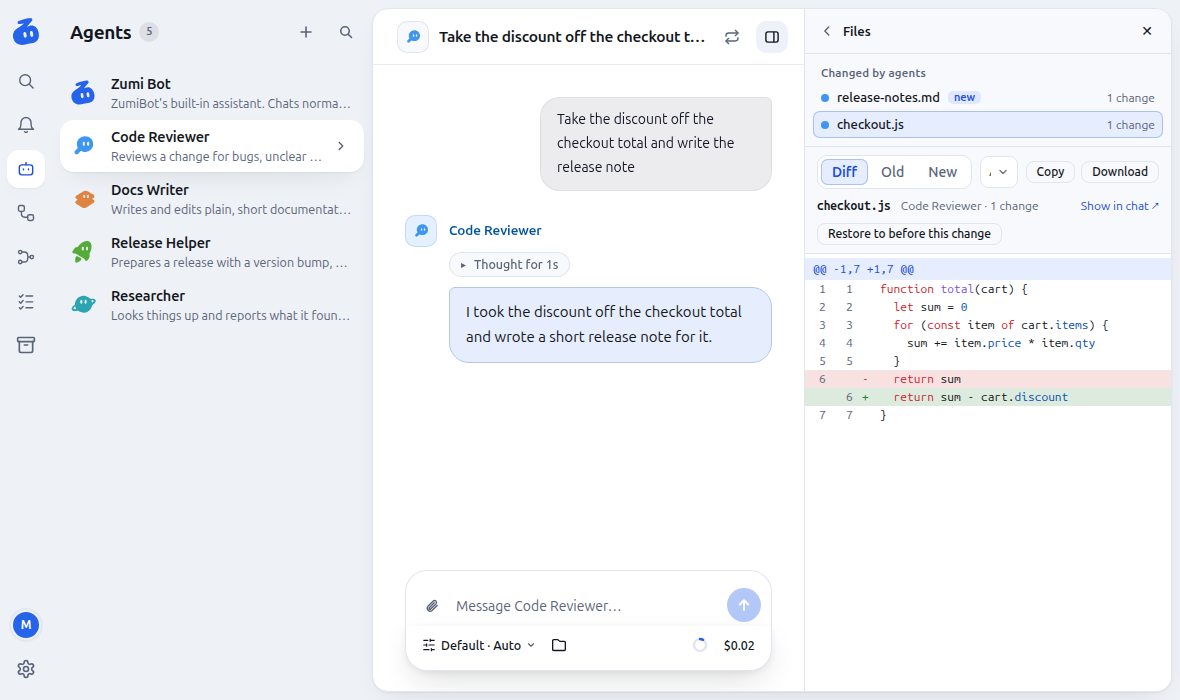 Agents 5
Zumi Bot
ZumiBot's built-in assistant. Chats norma…
Code Reviewer
Reviews a change for bugs, unclear …
Docs Writer
Writes and edits plain, short documentat…
Release Helper
Prepares a release with a version bump, …
Researcher
Looks things up and reports what it foun…
M
Take the discount off the checkout t…
Take the discount off the
checkout total and write the
release note
Code Reviewer
Thought for 1s
I took the discount off the checkout total
and wrote a short release note for it.
Message Code Reviewer…
Default · Auto
$0.02
Files
Changed by agents
release-notes.md new 1 change
checkout.js 1 change
Diff Old New Copy Download
checkout.js Code Reviewer · 1 change Show in chat ↗
Restore to before this change
@@ -1,7 +1,7 @@
1 1 function total(cart) {
2 2 let sum = 0
3 3 for (const item of cart.items) {
4 4 sum += item.price * item.qty
5 5 }
6 - return sum
6 + return sum - cart.discount
7 7 }